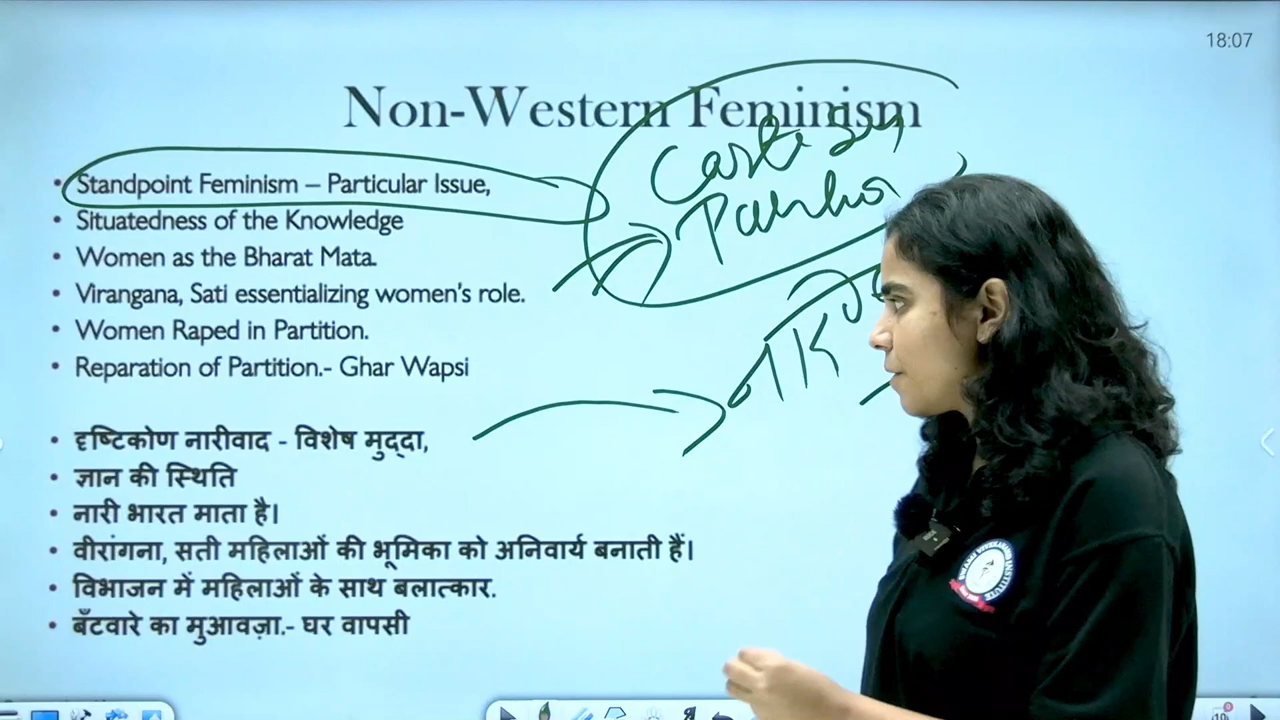 18:07
Non-Western Feminism
• Standpoint Feminism – Particular Issue,
• Situatedness of the Knowledge
• Women as the Bharat Mata.
• Virangana, Sati essentializing women's role.
• Women Raped in Partition.
• Reparation of Partition.- Ghar Wapsi
Caste
• दृष्टिकोण नारीवाद - विशेष मुद्दा,
• ज्ञान की स्थिति
• नारी भारत माता है।
• वीरांगना, सती महिलाओं की भूमिका को अनिवार्य बनाती हैं।
• विभाजन में महिलाओं के साथ बलात्कार.
• बँटवारे का मुआवज़ा.- घर वापसी